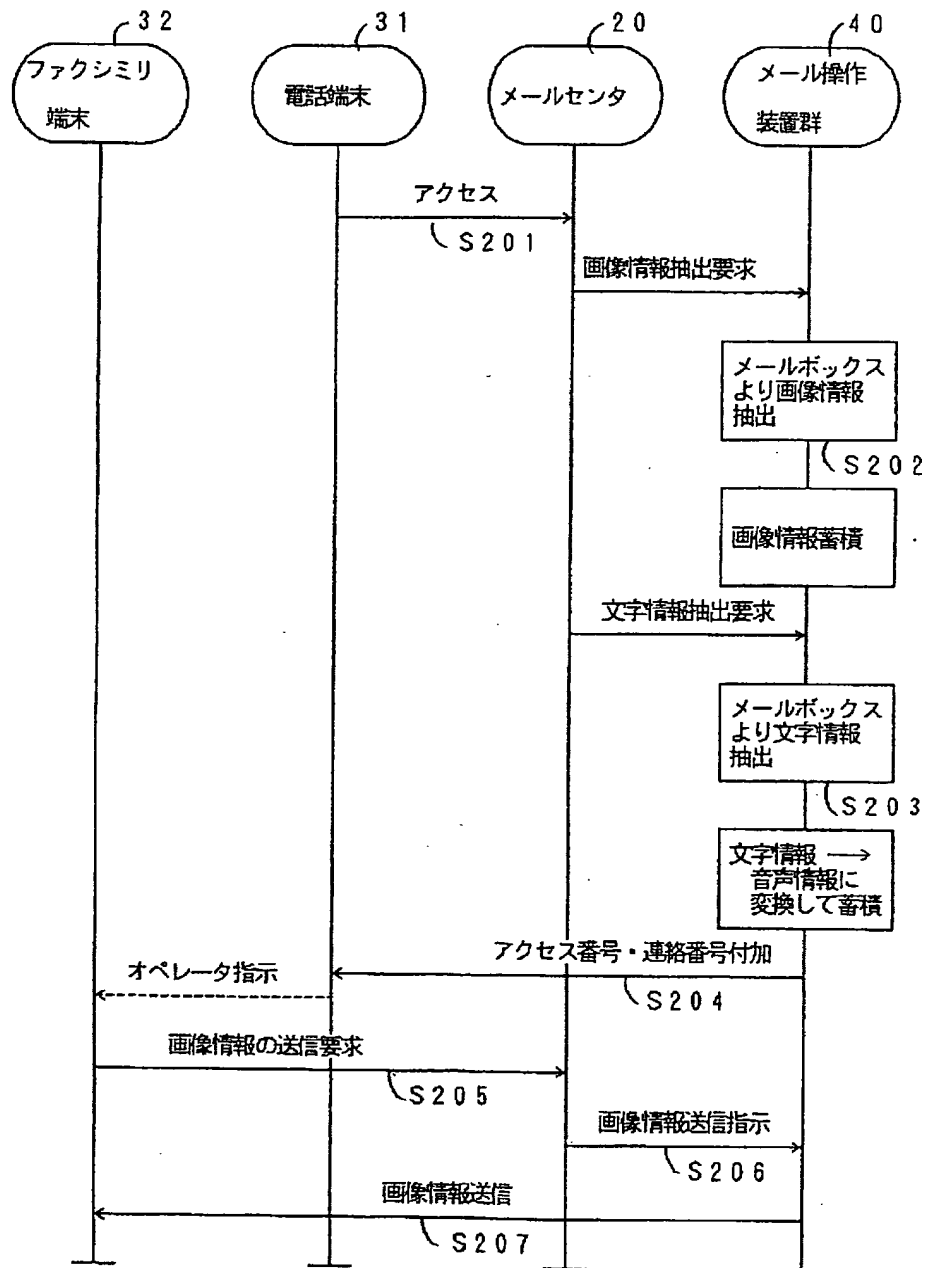 32
31
20
40
ファクシミリ
端末
電話端末
メールセンタ
メール操作
装置群
アクセス
S201
画像情報抽出要求
メールボックス
より画像情報
抽出
S202
画像情報蓄積
文字情報抽出要求
メールボックス
より文字情報
抽出
S203
文字情報 →
音声情報に
変換して蓄積
アクセス番号・連絡番号付加
S204
オペレータ指示
画像情報の送信要求
S205
画像情報送信指示
S206
画像情報送信
S207